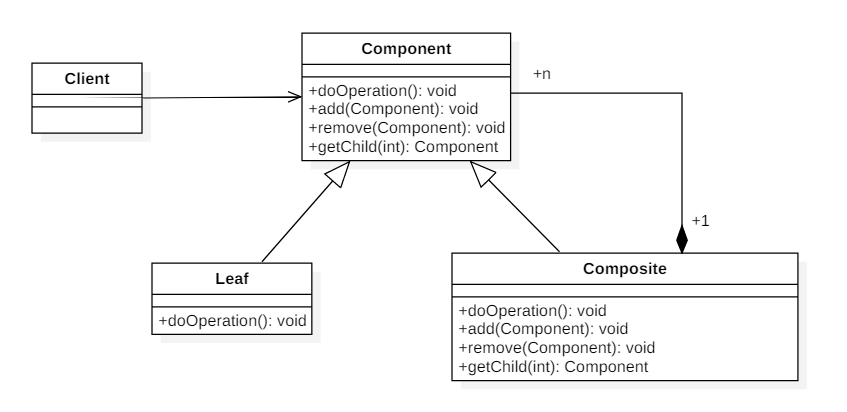 Component
+doOperation(): void
+add(Component): void
+remove(Component): void
+getChild(int): Component
Client
+n
+1
Leaf
+doOperation(): void
Composite
+doOperation(): void
+add(Component): void
+remove(Component): void
+getChild(int): Component